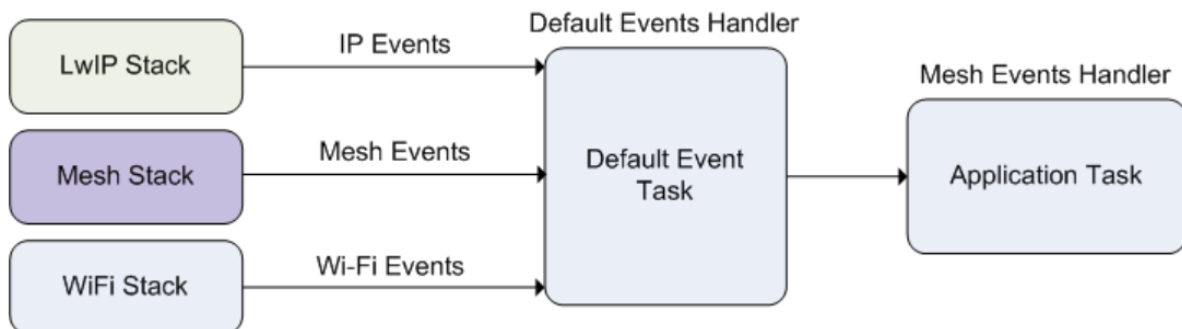 Default Events Handler
LwIP Stack
IP Events
Mesh Events Handler
Mesh Stack
Mesh Events
Default Event
Task
Application Task
WiFi Stack
Wi-Fi Events